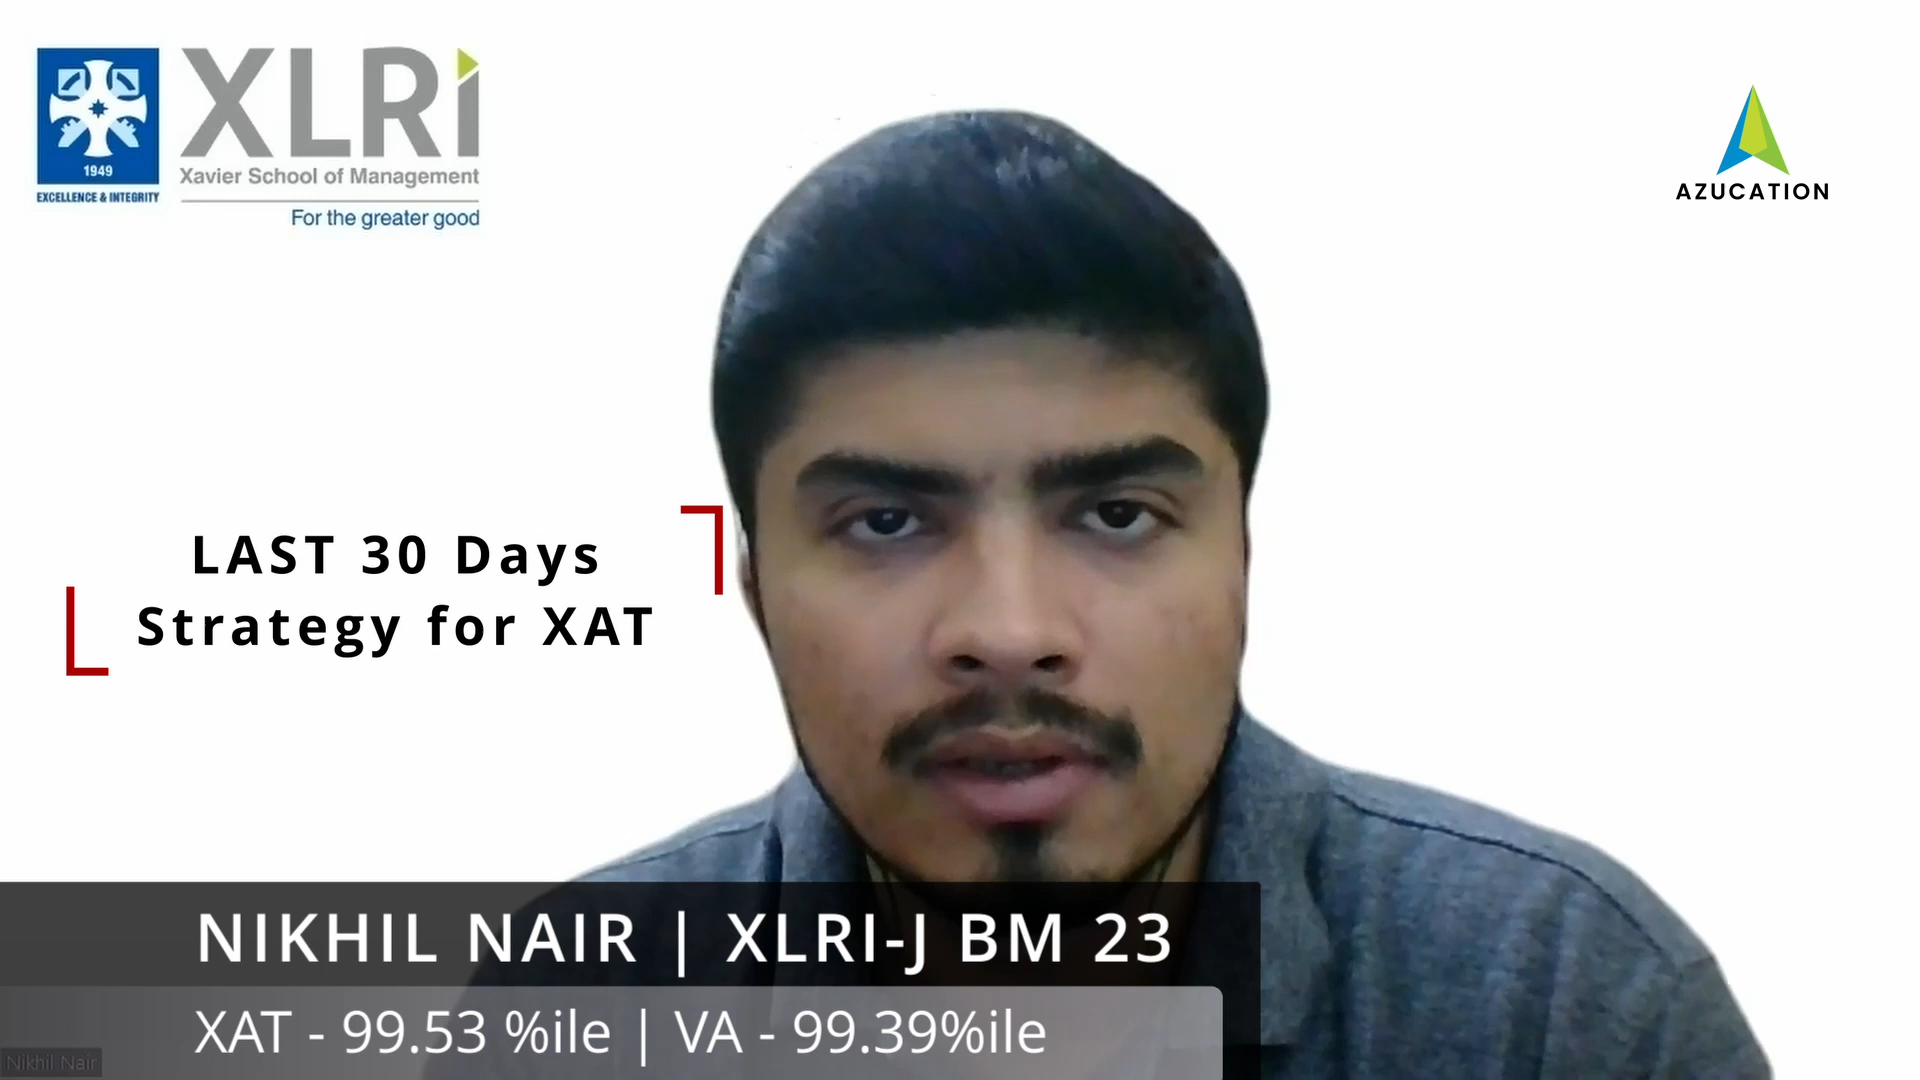 XLRi
Xavier School of Management
For the greater good
1949
EXCELLENCE & INTEGRITY
AZUCATION
LAST 30 Days
Strategy for XAT
NIKHIL NAIR | XLRI-J BM 23
XAT - 99.53 %ile | VA - 99.39%ile
Nikhil Nair